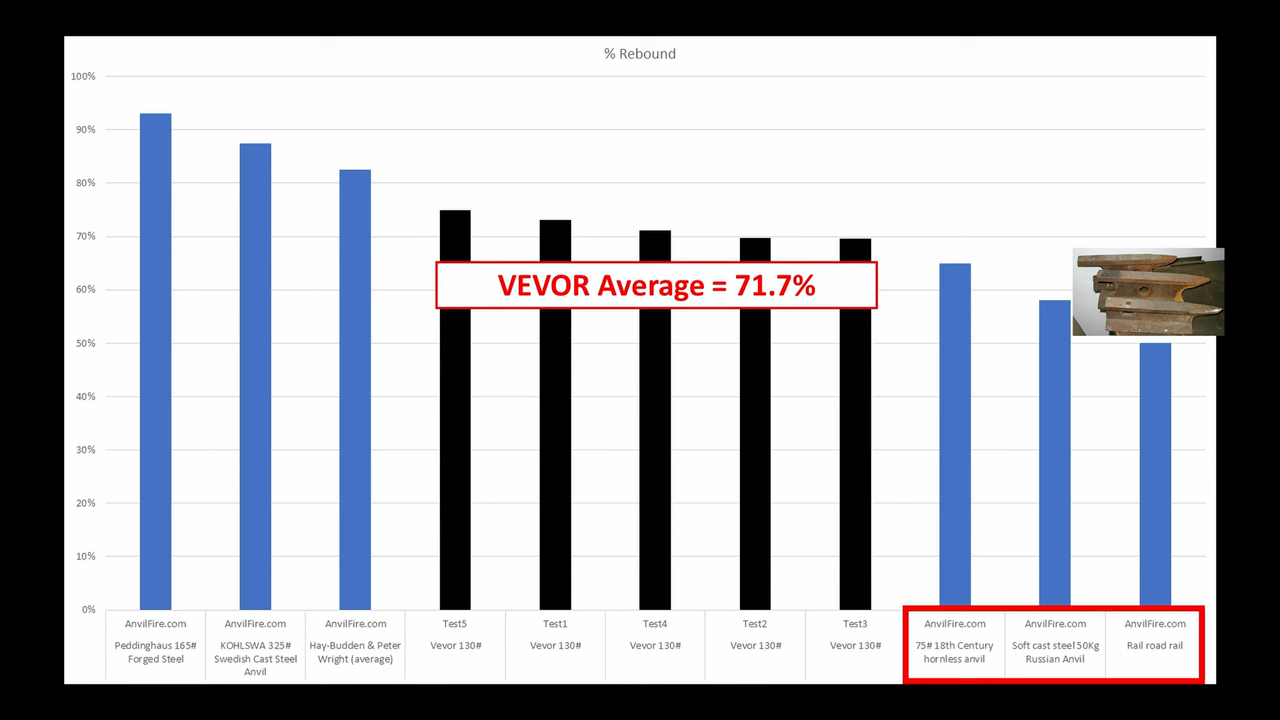 % Rebound
100%
90%
80%
70%
60%
50%
40%
30%
20%
10%
0%
VEVOR Average = 71.7%
AnvilFire.com
Peddinghaus 165#
Forged Steel
AnvilFire.com
KOHLSWA 325#
Swedish Cast Steel
Anvil
AnvilFire.com
Hay-Budden & Peter
Wright (average)
Test5
Vevor 130#
Test1
Vevor 130#
Test4
Vevor 130#
Test2
Vevor 130#
Test3
Vevor 130#
AnvilFire.com
75# 18th Century
hornless anvil
AnvilFire.com
Soft cast steel 50Kg
Russian Anvil
AnvilFire.com
Rail road rail